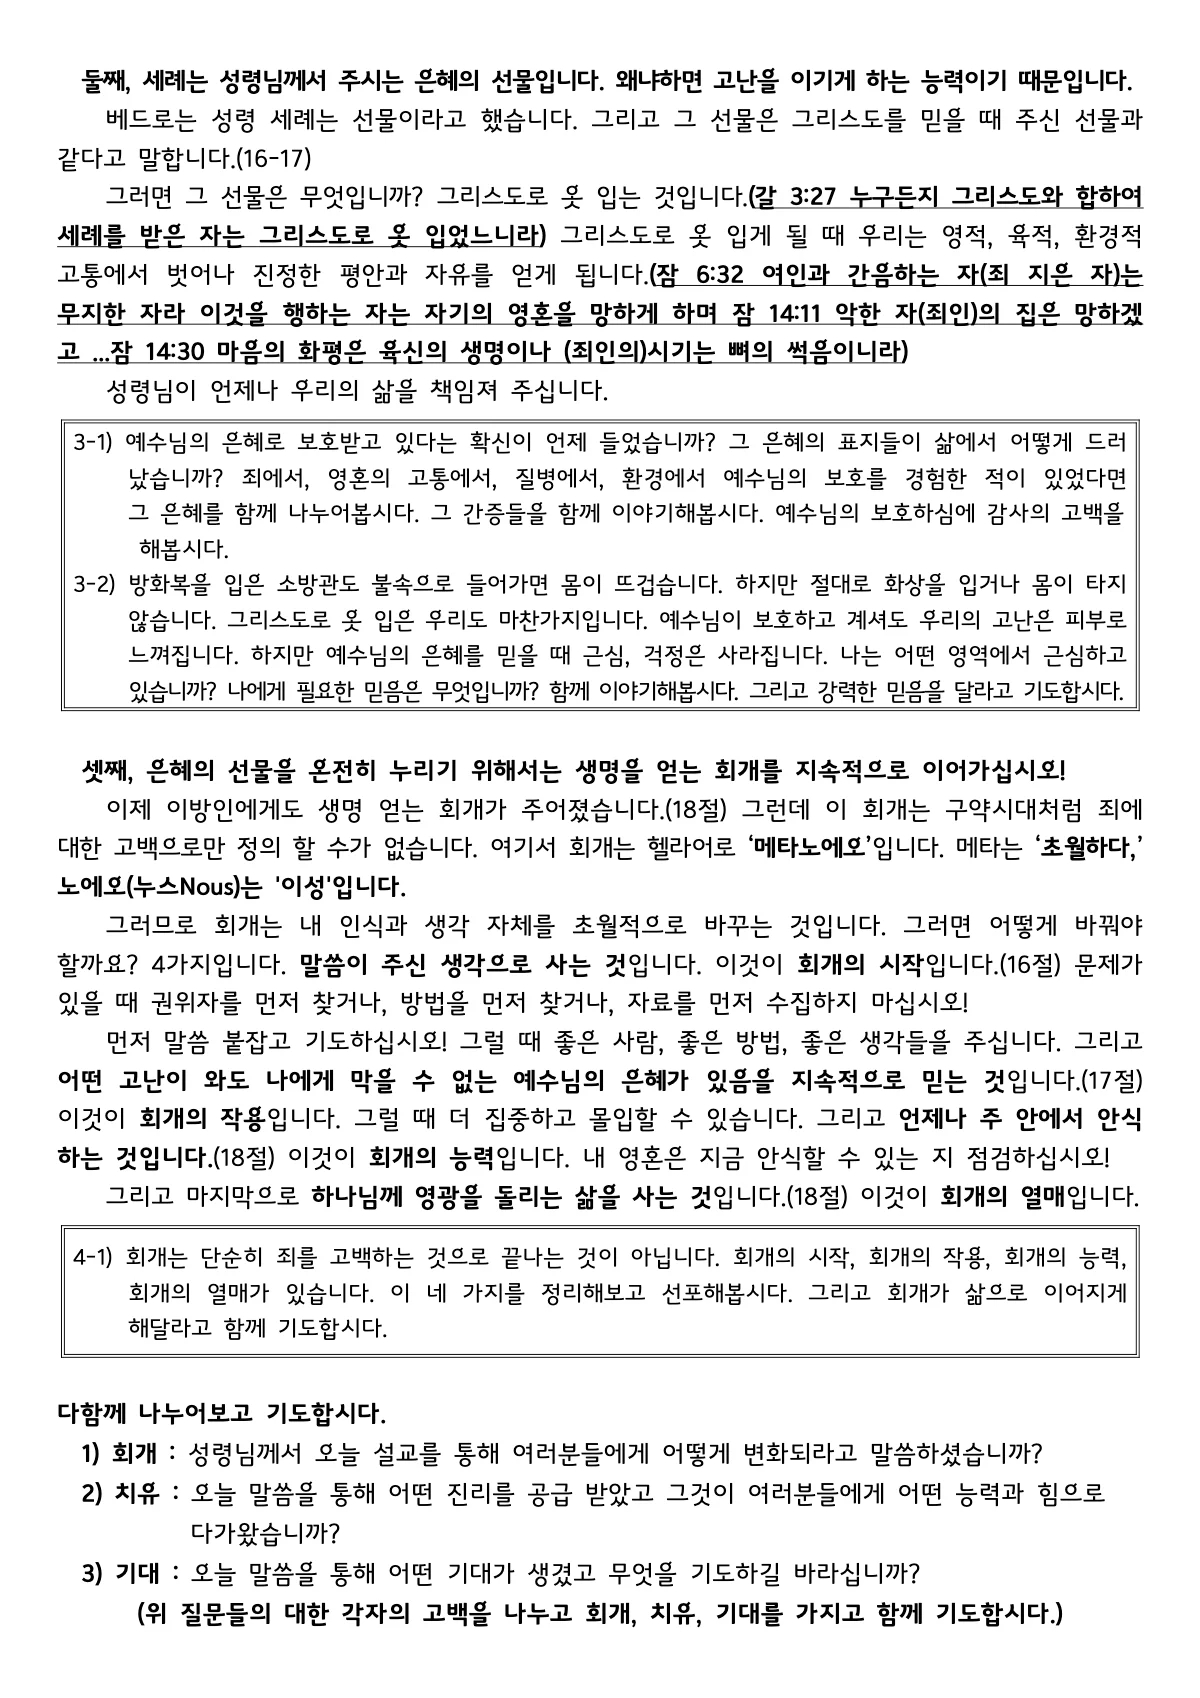 둘째, 세례는 성령님께서 주시는 은혜의 선물입니다. 왜냐하면 고난을 이기게 하는 능력이기 때문입니다.
베드로는 성령 세례는 선물이라고 했습니다. 그리고 그 선물은 그리스도를 믿을 때 주신 선물과
같다고 말합니다.(16-17)
그러면 그 선물은 무엇입니까? 그리스도로 옷 입는 것입니다.(갈 3:27 누구든지 그리스도와 합하여
세례를 받은 자는 그리스도로 옷 입었느니라) 그리스도로 옷 입게 될 때 우리는 영적, 육적, 환경적
고통에서 벗어나 진정한 평안과 자유를 얻게 됩니다.(잠 6:32 여인과 간음하는 자(죄 지은 자)는
무지한 자라 이것을 행하는 자는 자기의 영혼을 망하게 하며 잠 14:11 악한 자(죄인)의 집은 망하겠
고 ...잠 14:30 마음의 화평은 육신의 생명이나 (죄인의)시기는 뼈의 썩음이니라)
성령님이 언제나 우리의 삶을 책임져 주십니다.
3-1) 예수님의 은혜로 보호받고 있다는 확신이 언제 들었습니까? 그 은혜의 표지들이 삶에서 어떻게 드러
났습니까? 죄에서, 영혼의 고통에서, 질병에서, 환경에서 예수님의 보호를 경험한 적이 있었다면
그 은혜를 함께 나누어봅시다. 그 간증들을 함께 이야기해봅시다. 예수님의 보호하심에 감사의 고백을
해봅시다.
3-2) 방화복을 입은 소방관도 불속으로 들어가면 몸이 뜨겁습니다. 하지만 절대로 화상을 입거나 몸이 타지
않습니다. 그리스도로 옷 입은 우리도 마찬가지입니다. 예수님이 보호하고 계셔도 우리의 고난은 피부로
느껴집니다. 하지만 예수님의 은혜를 믿을 때 근심, 걱정은 사라집니다. 나는 어떤 영역에서 근심하고
있습니까? 나에게 필요한 믿음은 무엇입니까? 함께 이야기해봅시다. 그리고 강력한 믿음을 달라고 기도합시다.
셋째, 은혜의 선물을 온전히 누리기 위해서는 생명을 얻는 회개를 지속적으로 이어가십시오!
이제 이방인에게도 생명 얻는 회개가 주어졌습니다.(18절) 그런데 이 회개는 구약시대처럼 죄에
대한 고백으로만 정의 할 수가 없습니다. 여기서 회개는 헬라어로 ‘메타노에오’입니다. 메타는 ‘초월하다,’
노에오(누스Nous)는 '이성'입니다.
그러므로 회개는 내 인식과 생각 자체를 초월적으로 바꾸는 것입니다. 그러면 어떻게 바꿔야
할까요? 4가지입니다. 말씀이 주신 생각으로 사는 것입니다. 이것이 회개의 시작입니다.(16절) 문제가
있을 때 권위자를 먼저 찾거나, 방법을 먼저 찾거나, 자료를 먼저 수집하지 마십시오!
먼저 말씀 붙잡고 기도하십시오! 그럴 때 좋은 사람, 좋은 방법, 좋은 생각들을 주십니다. 그리고
어떤 고난이 와도 나에게 막을 수 없는 예수님의 은혜가 있음을 지속적으로 믿는 것입니다.(17절)
이것이 회개의 작용입니다. 그럴 때 더 집중하고 몰입할 수 있습니다. 그리고 언제나 주 안에서 안식
하는 것입니다.(18절) 이것이 회개의 능력입니다. 내 영혼은 지금 안식할 수 있는 지 점검하십시오!
그리고 마지막으로 하나님께 영광을 돌리는 삶을 사는 것입니다.(18절) 이것이 회개의 열매입니다.
4-1) 회개는 단순히 죄를 고백하는 것으로 끝나는 것이 아닙니다. 회개의 시작, 회개의 작용, 회개의 능력,
회개의 열매가 있습니다. 이 네 가지를 정리해보고 선포해봅시다. 그리고 회개가 삶으로 이어지게
해달라고 함께 기도합시다.
다함께 나누어보고 기도합시다.
1) 회개 : 성령님께서 오늘 설교를 통해 여러분들에게 어떻게 변화되라고 말씀하셨습니까?
2) 치유 : 오늘 말씀을 통해 어떤 진리를 공급 받았고 그것이 여러분들에게 어떤 능력과 힘으로
다가왔습니까?
3) 기대 : 오늘 말씀을 통해 어떤 기대가 생겼고 무엇을 기도하길 바라십니까?
(위 질문들의 대한 각자의 고백을 나누고 회개, 치유, 기대를 가지고 함께 기도합시다.)